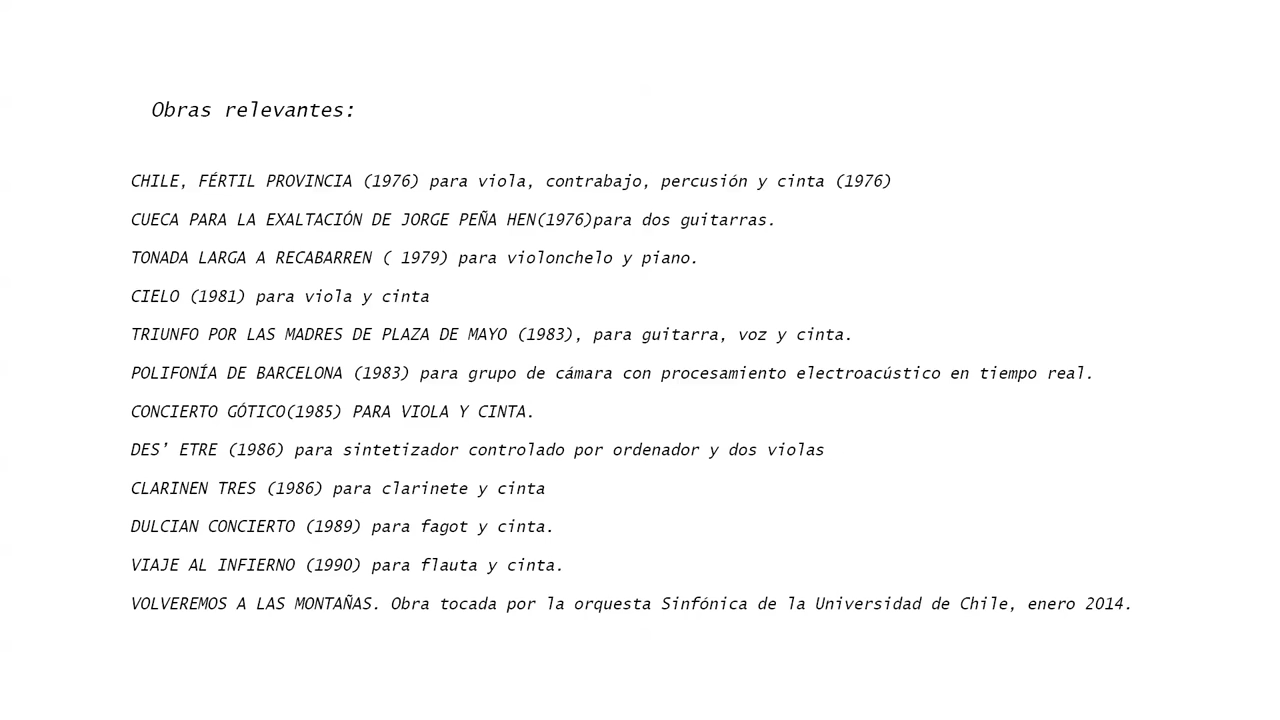 Obras relevantes:
CHILE, FÉRTIL PROVINCIA (1976) para viola, contrabajo, percusión y cinta (1976)
CUECA PARA LA EXALTACIÓN DE JORGE PEÑA HEN(1976)para dos guitarras.
TONADA LARGA A RECABARREN ( 1979) para violonchelo y piano.
CIELO (1981) para viola y cinta
TRIUNFO POR LAS MADRES DE PLAZA DE MAYO (1983), para guitarra, voz y cinta.
POLIFONÍA DE BARCELONA (1983) para grupo de cámara con procesamiento electroacústico en tiempo real.
CONCIERTO GÓTICO(1985) PARA VIOLA Y CINTA.
DES’ ETRE (1986) para sintetizador controlado por ordenador y dos violas
CLARINEN TRES (1986) para clarinete y cinta
DULCIAN CONCIERTO (1989) para fagot y cinta.
VIAJE AL INFIERNO (1990) para flauta y cinta.
VOLVEREMOS A LAS MONTAÑAS. Obra tocada por la orquesta Sinfónica de la Universidad de Chile, enero 2014.